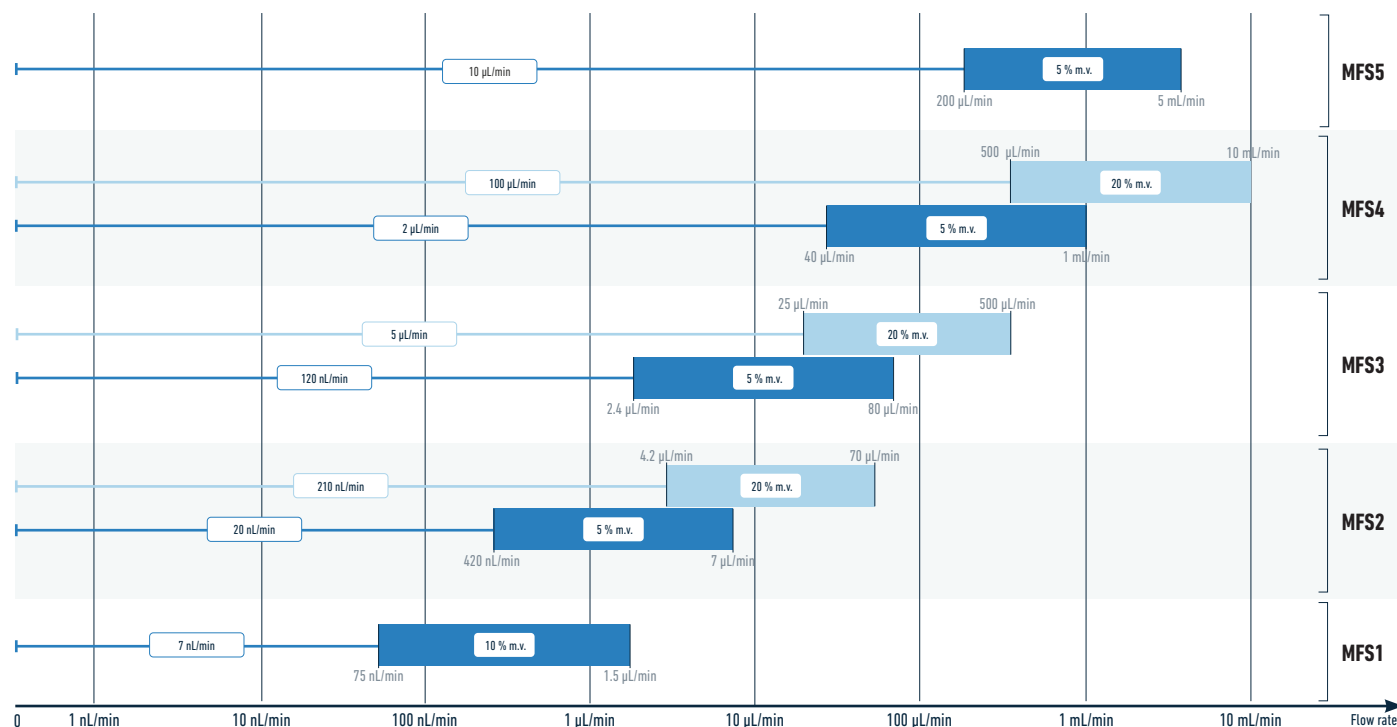 10 µL/min
5 % m.v.
200 µL/min
5 mL/min
MFS5
500 µL/min
10 mL/min
100 µL/min
20 % m.v.
2 µL/min
5 % m.v.
40 µL/min
1 mL/min
MFS4
25 µL/min
500 µL/min
5 µL/min
20 % m.v.
120 nL/min
5 % m.v.
2.4 µL/min
80 µL/min
MFS3
4.2 µL/min
70 µL/min
210 nL/min
20 % m.v.
20 nL/min
5 % m.v.
420 nL/min
7 µL/min
MFS2
7 nL/min
10 % m.v.
75 nL/min
1.5 µL/min
MFS1
0 1 nL/min 10 nL/min 100 nL/min 1 µL/min 10 µL/min 100 µL/min 1 mL/min 10 mL/min Flow rate